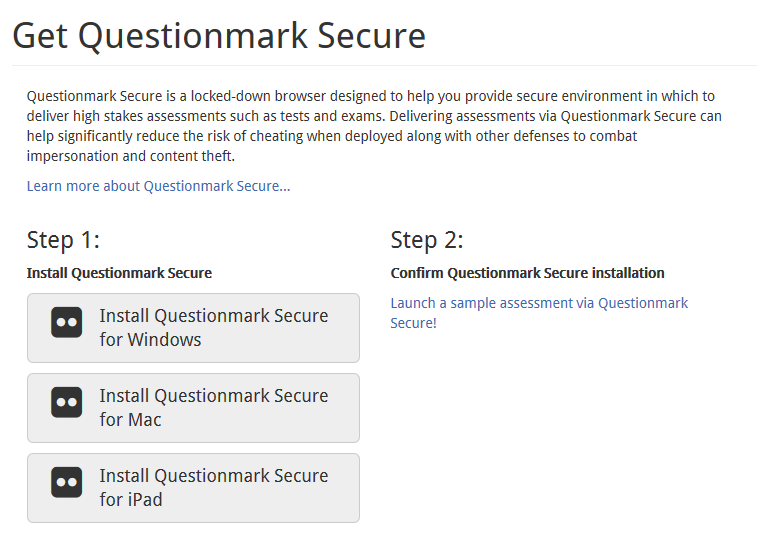 Get Questionmark Secure
Questionmark Secure is a locked-down browser designed to help you provide secure environment in which to
deliver high stakes assessments such as tests and exams. Delivering assessments via Questionmark Secure can
help significantly reduce the risk of cheating when deployed along with other defenses to combat
impersonation and content theft.
Learn more about Questionmark Secure...
Step 1:
Install Questionmark Secure
Install Questionmark Secure
for Windows
Install Questionmark Secure
for Mac
Install Questionmark Secure
for iPad
Step 2:
Confirm Questionmark Secure installation
Launch a sample assessment via Questionmark
Secure!